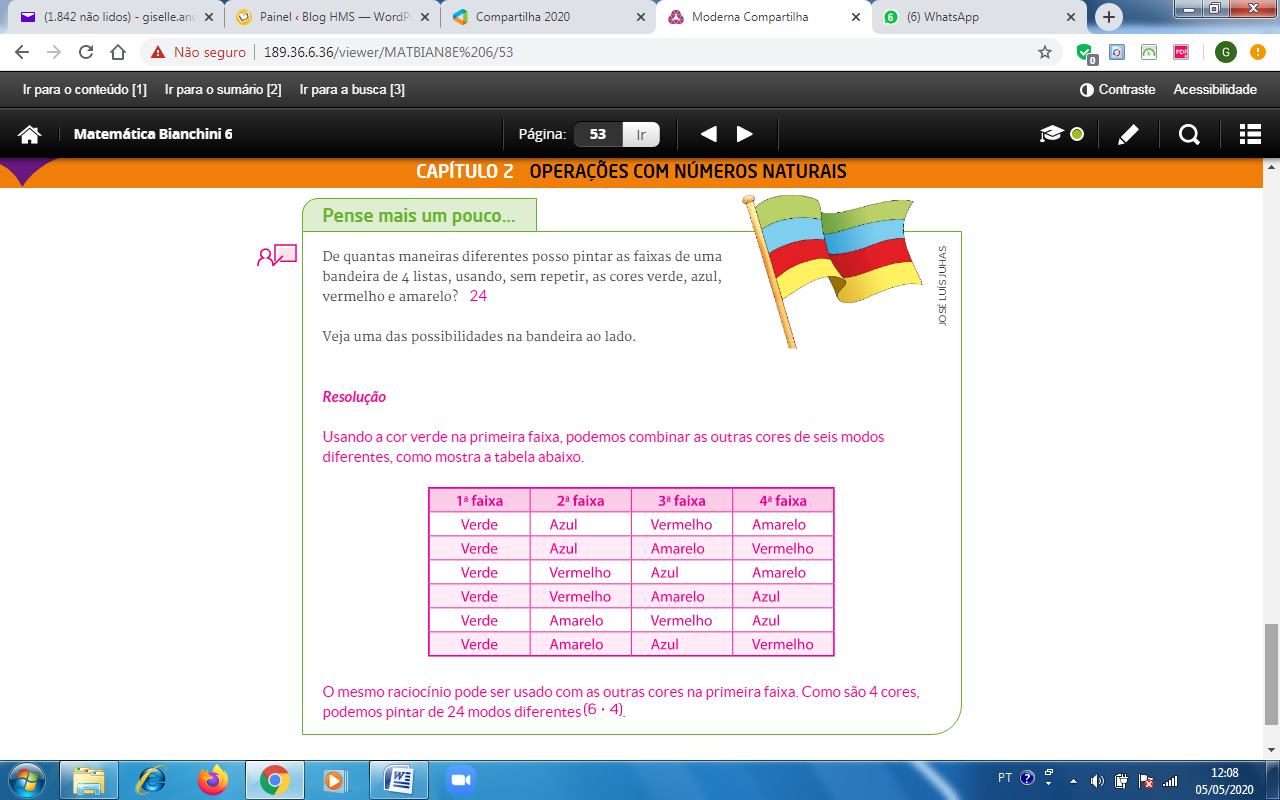 (1.842 não lidos) - giselle.and
Painel ‹ Blog HMS — WordPr
Compartilha 2020
Moderna Compartilha
(6) WhatsApp
Não seguro
189.36.6.36/viewer/MATBIAN8E%206/53
Ir para o conteúdo [1]
Ir para o sumário [2]
Ir para a busca [3]
Contraste
Acessibilidade
Matemática Bianchini 6
Página:
53
Ir
CAPÍTULO 2 OPERAÇÕES COM NÚMEROS NATURAIS
Pense mais um pouco...
De quantas maneiras diferentes posso pintar as faixas de uma
bandeira de 4 listas, usando, sem repetir, as cores verde, azul,
vermelho e amarelo? 24
Veja uma das possibilidades na bandeira ao lado.
JOSÉ LUÍS JUHAS
Resolução
Usando a cor verde na primeira faixa, podemos combinar as outras cores de seis modos
diferentes, como mostra a tabela abaixo.
1ª faixa 2ª faixa 3ª faixa 4ª faixa
Verde Azul Vermelho Amarelo
Verde Azul Amarelo Vermelho
Verde Vermelho Azul Amarelo
Verde Vermelho Amarelo Azul
Verde Amarelo Vermelho Azul
Verde Amarelo Azul Vermelho
O mesmo raciocínio pode ser usado com as outras cores na primeira faixa. Como são 4 cores,
podemos pintar de 24 modos diferentes (6 · 4).
PT
12:08
05/05/2020